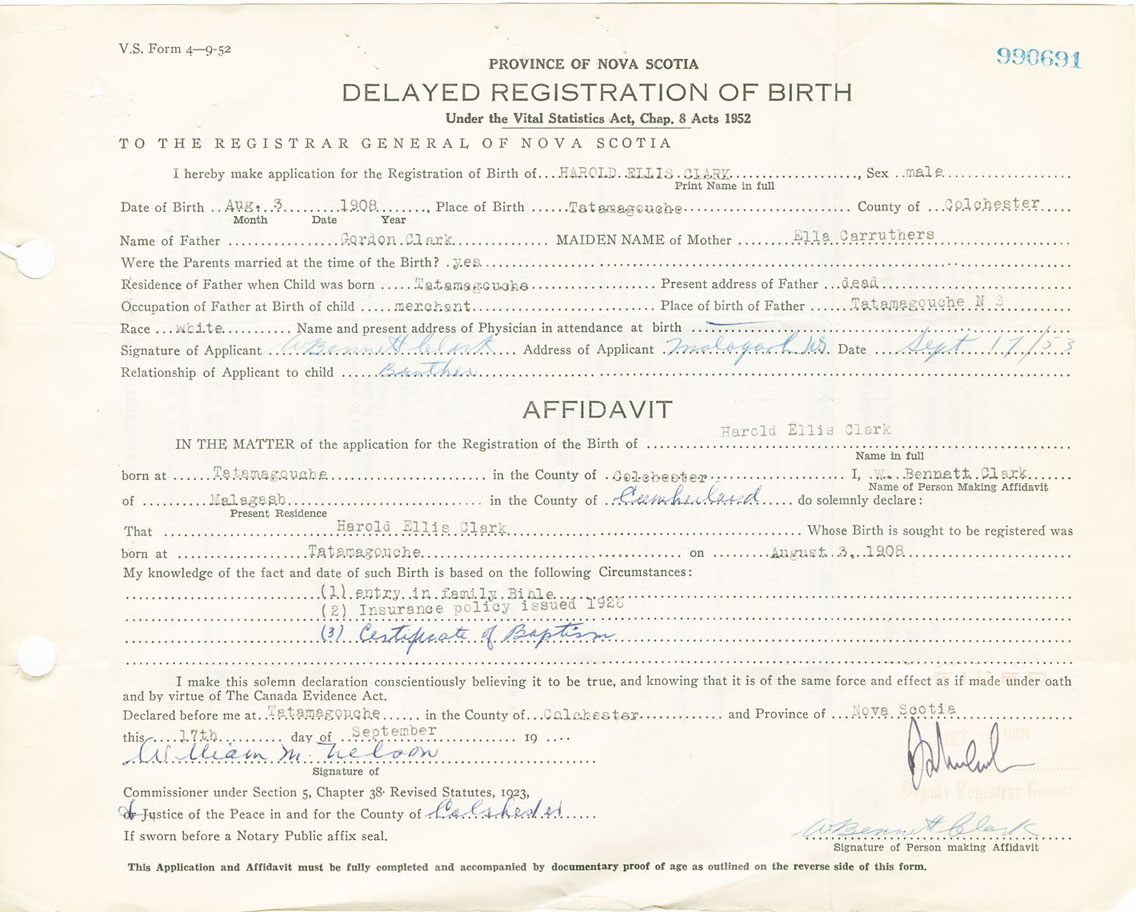 V.S. Form 4—9-52
990691
PROVINCE OF NOVA SCOTIA
DELAYED REGISTRATION OF BIRTH
Under the Vital Statistics Act, Chap. 8 Acts 1952
TO THE REGISTRAR GENERAL OF NOVA SCOTIA
I hereby make application for the Registration of Birth of HAROLD ELLIS CLARK, Sex male
Print Name in full
Date of Birth Aug. 3 1908, Place of Birth Tatamagouche County of Colchester
Month Date Year
Name of Father Gordon Clark MAIDEN NAME of Mother Ella Carruthers
Were the Parents married at the time of the Birth? yes
Residence of Father when Child was born Tatamagouche Present address of Father dead
Occupation of Father at Birth of child merchant Place of birth of Father Tatamagouche N S
Race white Name and present address of Physician in attendance at birth
Signature of Applicant W Bennett Clark Address of Applicant Malagash NS Date Sept 17/53
Relationship of Applicant to child
AFFIDAVIT
IN THE MATTER of the application for the Registration of the Birth of Harold Ellis Clark
Name in full
born at Tatamagouche in the County of Colchester I, W. Bennett Clark
Name of Person Making Affidavit
of Malagash in the County of Cumberland do solemnly declare:
Present Residence
That Harold Ellis Clark Whose Birth is sought to be registered was
born at Tatamagouche on August 3, 1908
My knowledge of the fact and date of such Birth is based on the following Circumstances:
(1) entry in family Bible
(2) Insurance policy issued 1926
(3) Certificate of Baptism
I make this solemn declaration conscientiously believing it to be true, and knowing that it is of the same force and effect as if made under oath
and by virtue of The Canada Evidence Act.
Declared before me at Tatamagouche in the County of Colchester and Province of Nova Scotia
this 17th day of September 19
William M. Nelson
Signature of
Commissioner under Section 5, Chapter 38 Revised Statutes, 1923,
or Justice of the Peace in and for the County of Colchester
Deputy Registrar General
If sworn before a Notary Public affix seal.
W Bennett Clark
Signature of Person making Affidavit
This Application and Affidavit must be fully completed and accompanied by documentary proof of age as outlined on the reverse side of this form.